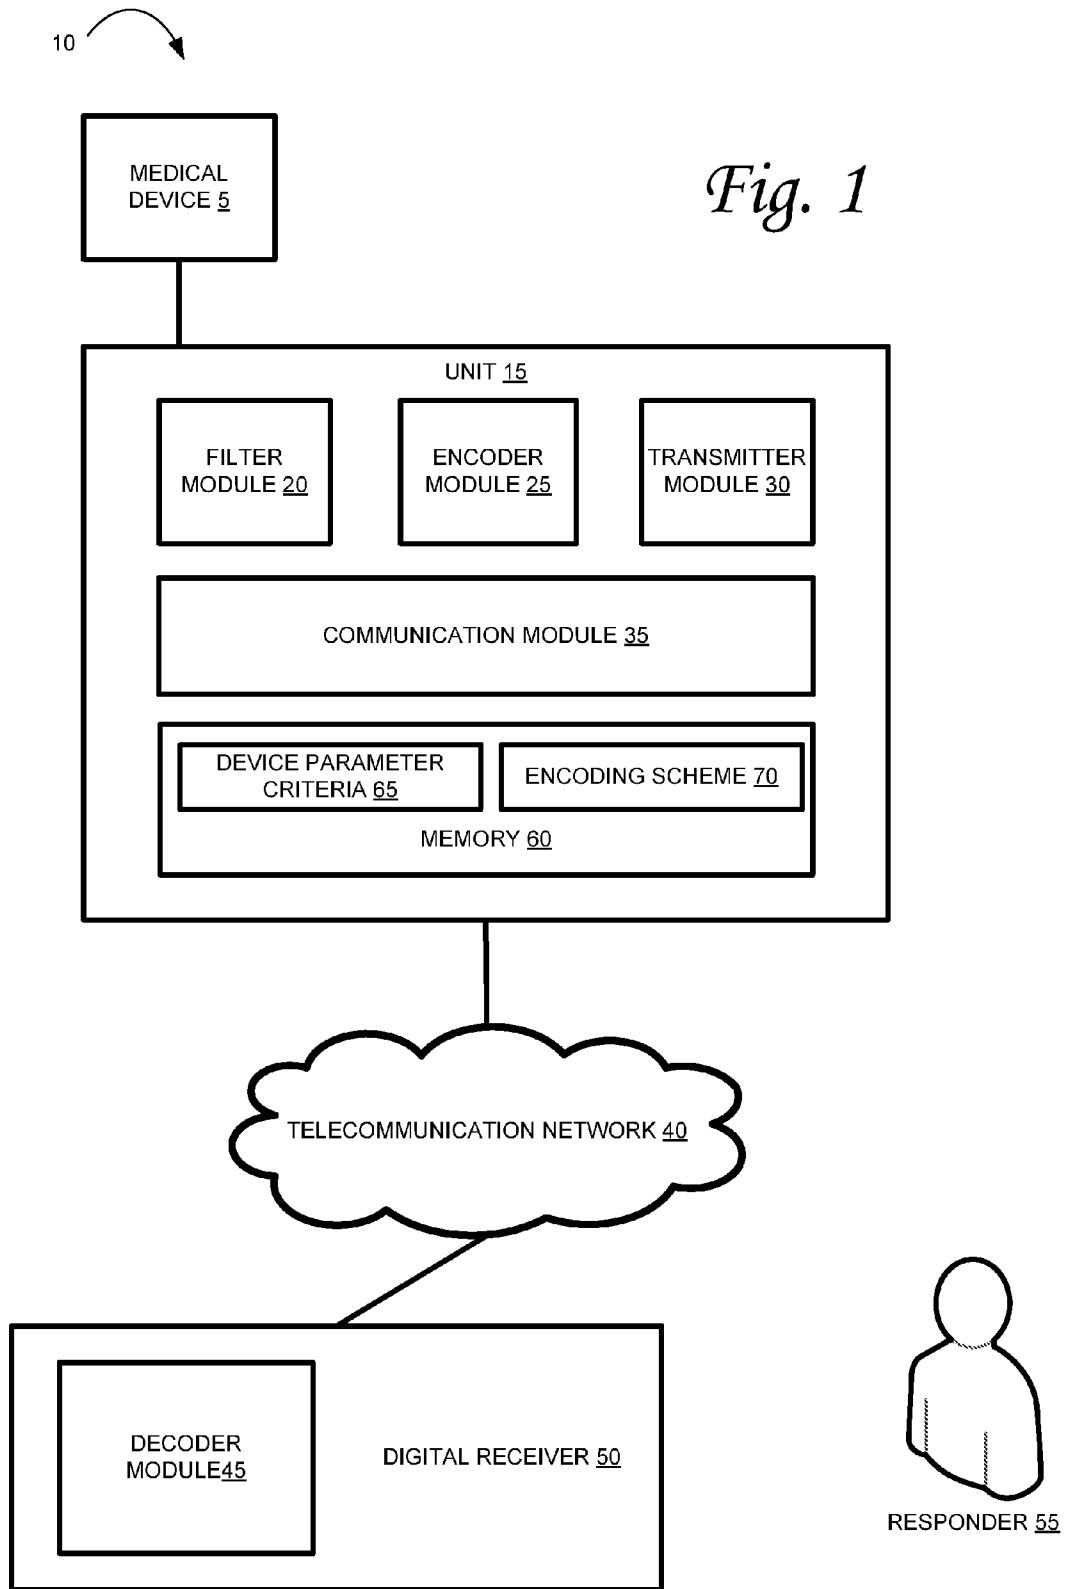 10
MEDICAL
DEVICE 5
Fig. 1
UNIT 15
FILTER
MODULE 20
ENCODER
MODULE 25
TRANSMITTER
MODULE 30
COMMUNICATION MODULE 35
DEVICE PARAMETER
CRITERIA 65
ENCODING SCHEME 70
MEMORY 60
TELECOMMUNICATION NETWORK 40
DECODER
MODULE45
DIGITAL RECEIVER 50
RESPONDER 55